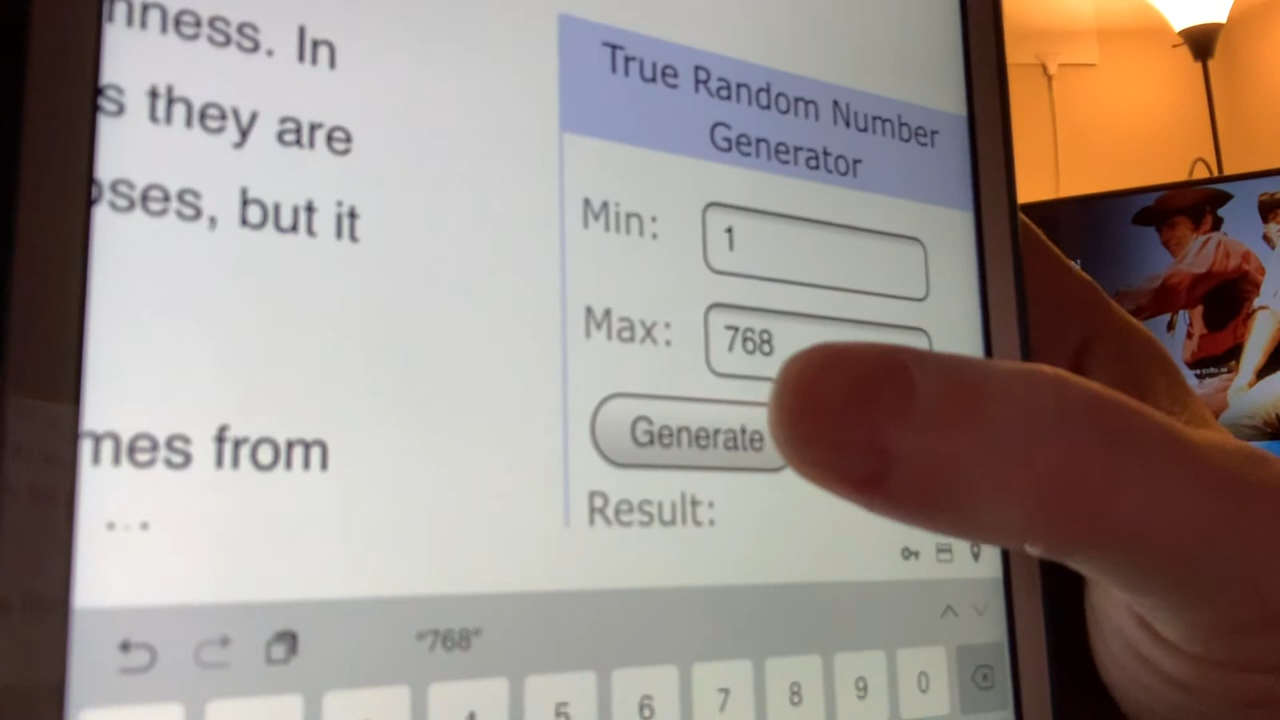 In
s they are
oses, but it
mes from
True Random Number
Generator
Min:
1
Max:
768
Generate
Result:
"768"
5 6 7 8 9 0